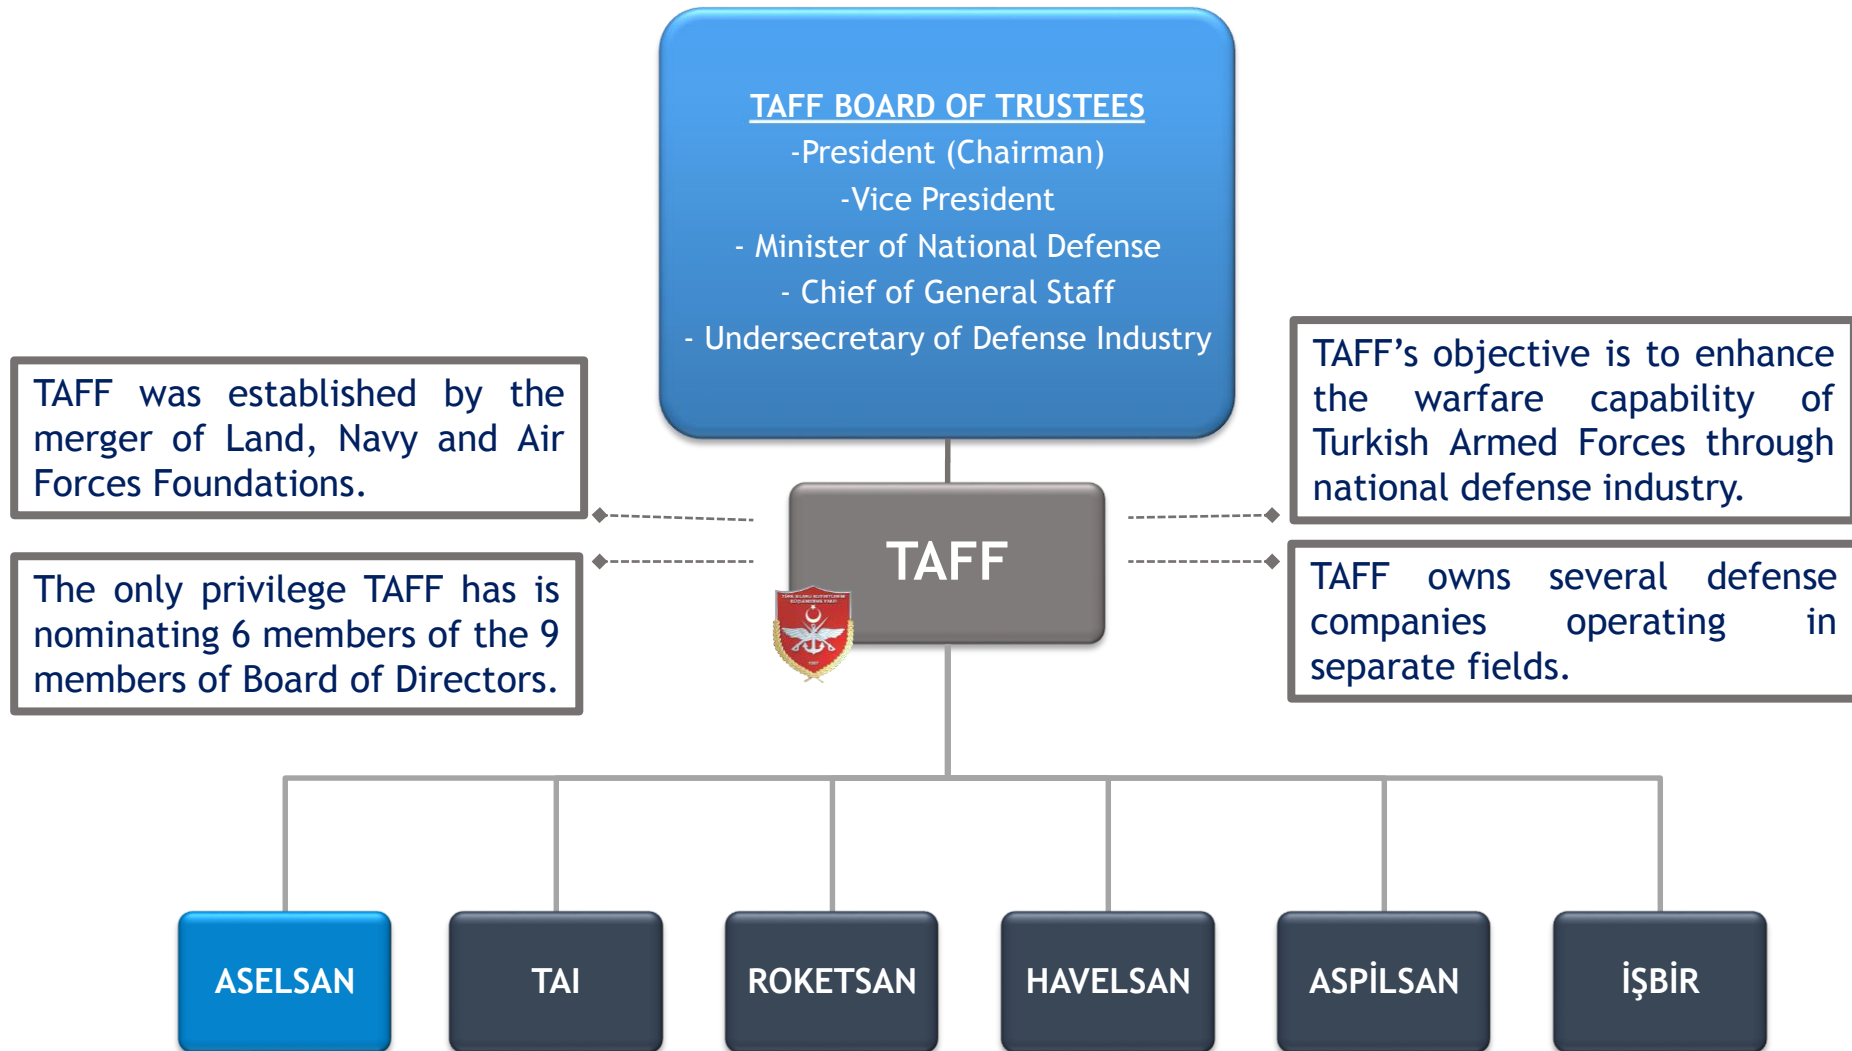 TAFF BOARD OF TRUSTEES
-President (Chairman)
-Vice President
- Minister of National Defense
- Chief of General Staff
- Undersecretary of Defense Industry
TAFF was established by the
merger of Land, Navy and Air
Forces Foundations.
The only privilege TAFF has is
nominating 6 members of the 9
members of Board of Directors.
TAFF
TAFF’s objective is to enhance
the warfare capability of
Turkish Armed Forces through
national defense industry.
TAFF owns several defense
companies operating in
separate fields.
ASELSAN
TAI
ROKETSAN
HAVELSAN
ASPİLSAN
İŞBİR